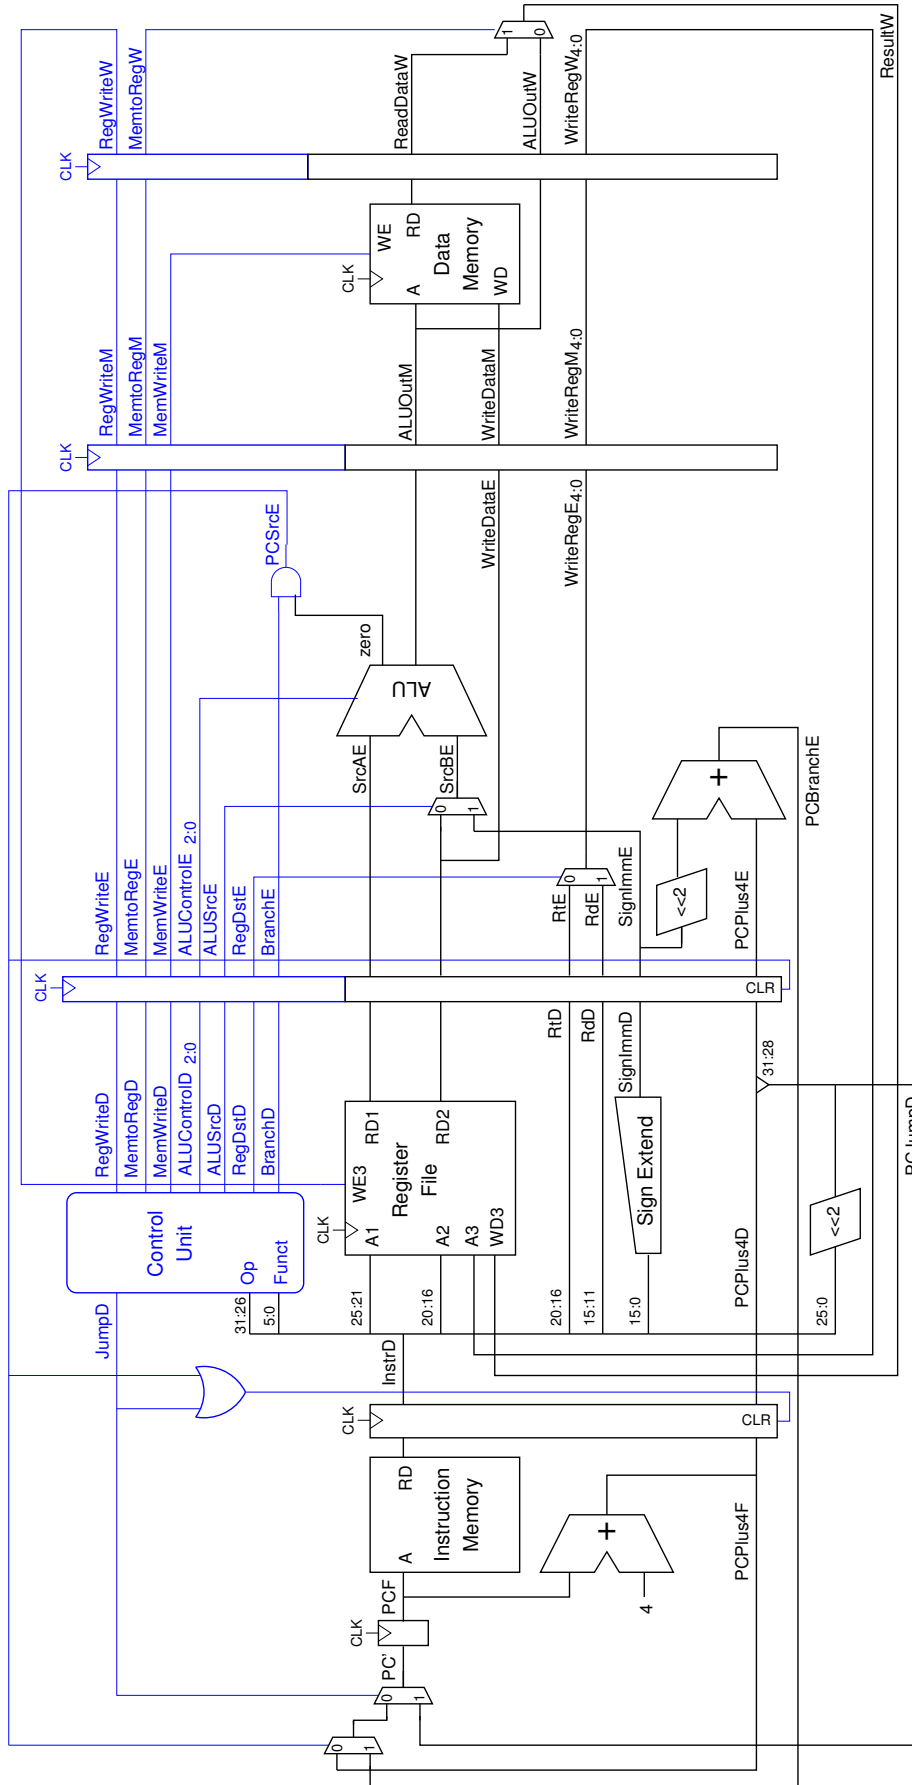 CLK
CLK
CLK
CLK
CLK
CLK
CLK
JumpD
Control
Unit
Op
Funct
31:26
5:0
RegWriteD
MemtoRegD
MemWriteD
ALUControlD 2:0
ALUSrcD
RegDstD
BranchD
RegWriteE
MemtoRegE
MemWriteE
ALUControlE 2:0
ALUSrcE
RegDstE
BranchE
PCSrcE
RegWriteM
MemtoRegM
MemWriteM
RegWriteW
MemtoRegW
0
1
0
1
PC'
PCF
A
RD
Instruction
Memory
4
+
PCPlus4F
CLR
InstrD
25:21
20:16
20:16
15:11
15:0
25:0
A1
A2
A3
WD3
WE3
RD1
RD2
Register
File
Sign Extend
<<2
RtD
RdD
SignImmD
PCPlus4D
31:28
CLR
SrcAE
SrcBE
0
1
ALU
zero
RtE
RdE
0
1
SignImmE
<<2
+
PCPlus4E
PCBranchE
WriteDataE
WriteRegE4:0
ALUOutM
WriteDataM
WriteRegM4:0
A
WD
WE
RD
Data
Memory
ReadDataW
ALUOutW
WriteRegW4:0
1
0
ResultW
PCJumpD